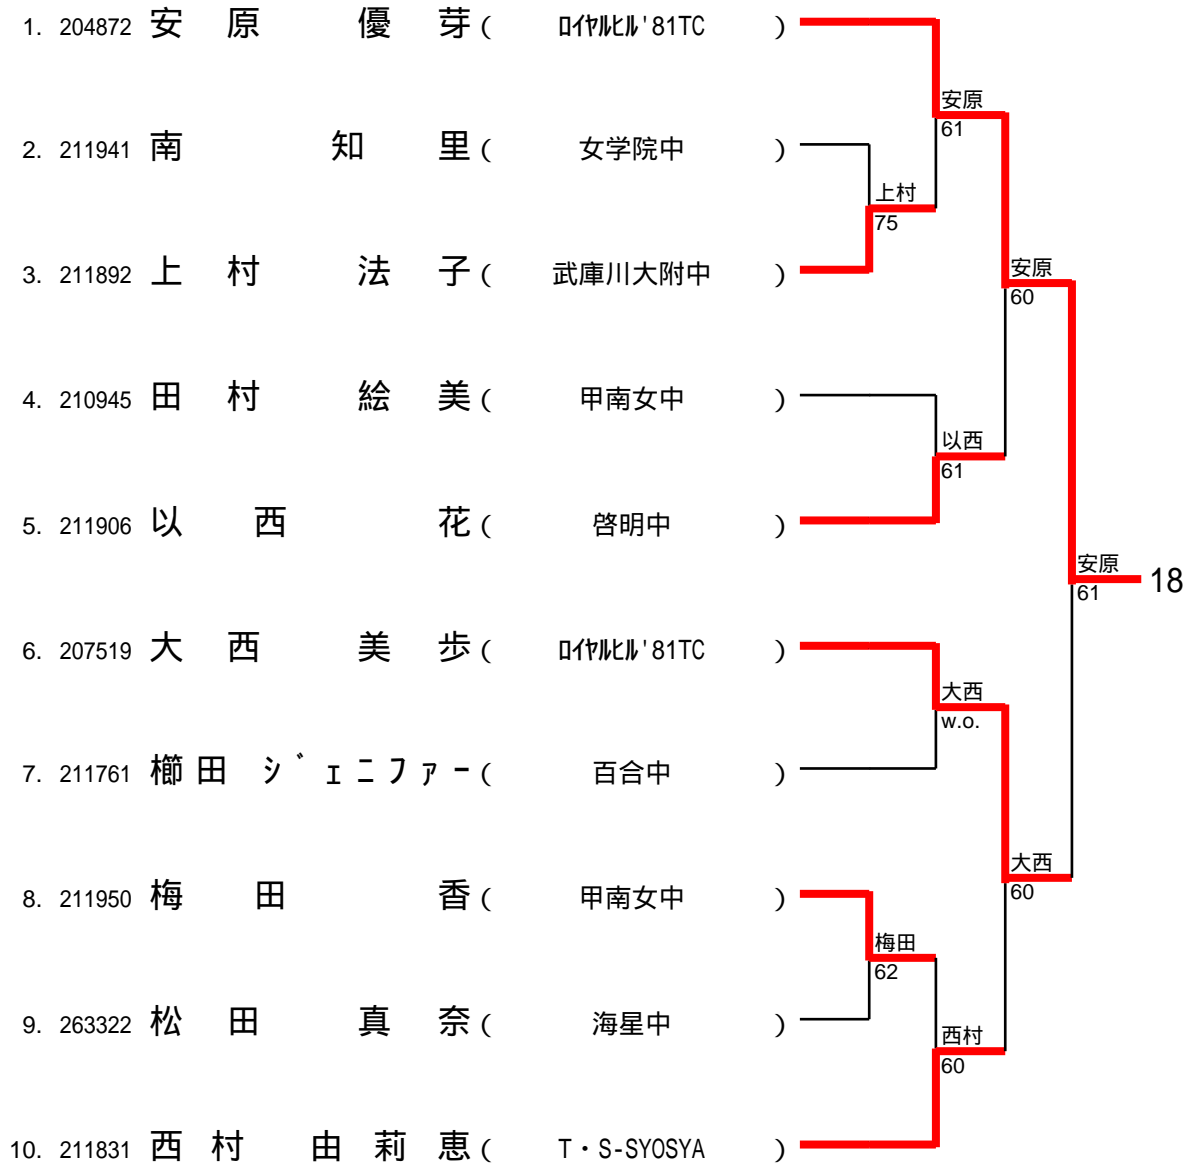 1. 204872 安原 優芽 ( ﾛｲﾔﾙﾋﾙ'81TC )
安原
61
2. 211941 南 知里 ( 女学院中 )
上村
75
3. 211892 上村 法子 ( 武庫川大附中 )
安原
60
4. 210945 田村 絵美 ( 甲南女中 )
以西
61
5. 211906 以西 花 ( 啓明中 )
安原
61
18
6. 207519 大西 美歩 ( ﾛｲﾔﾙﾋﾙ'81TC )
大西
w.o.
7. 211761 櫛田 ｼﾞｪﾆﾌｧｰ ( 百合中 )
大西
60
8. 211950 梅田 香 ( 甲南女中 )
梅田
62
9. 263322 松田 真奈 ( 海星中 )
西村
60
10. 211831 西村 由莉恵 ( T・S-SYOSYA )